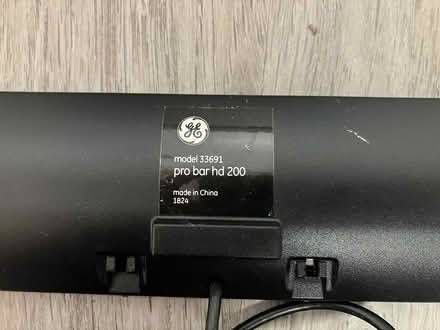 GE
model 33691
pro bar hd 200
made in China
1824